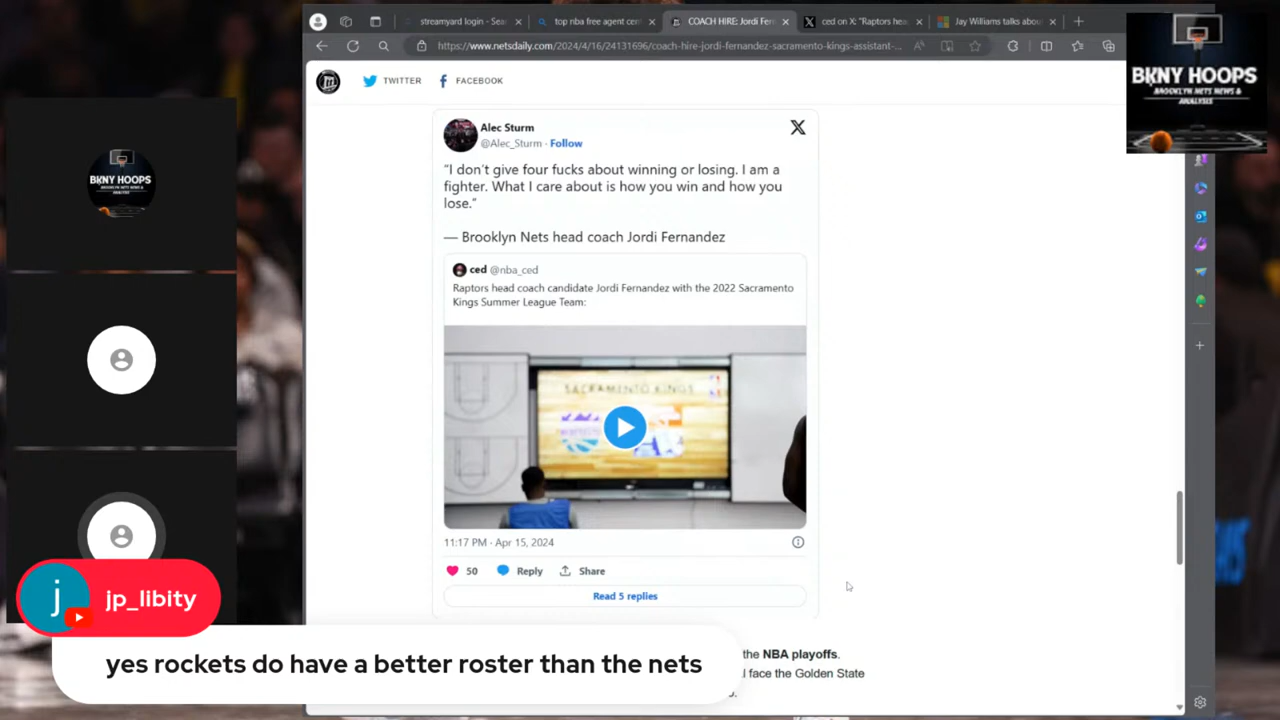 streamyard login - Sea
top nba free agent cen
COACH HIRE: Jordi Fern
ced on X: "Raptors hea
Jay Williams talks abou
https://www.netsdaily.com/2024/4/16/24131696/coach-hire-jordi-fernandez-sacramento-kings-assistant-...
BKNY HOOPS
BROOKLYN NETS NEWS &
ANALYSIS
TWITTER
FACEBOOK
Alec Sturm
@Alec_Sturm · Follow
"I don't give four fucks about winning or losing. I am a
fighter. What I care about is how you win and how you
lose."
— Brooklyn Nets head coach Jordi Fernandez
ced @nba_ced
Raptors head coach candidate Jordi Fernandez with the 2022 Sacramento
Kings Summer League Team:
SACRAMENTO KINGS
11:17 PM · Apr 15, 2024
50
Reply
Share
Read 5 replies
the NBA playoffs.
l face the Golden State
BKNY HOOPS
BROOKLYN NETS NEWS &
ANALYSIS
j
jp_libity
yes rockets do have a better roster than the nets